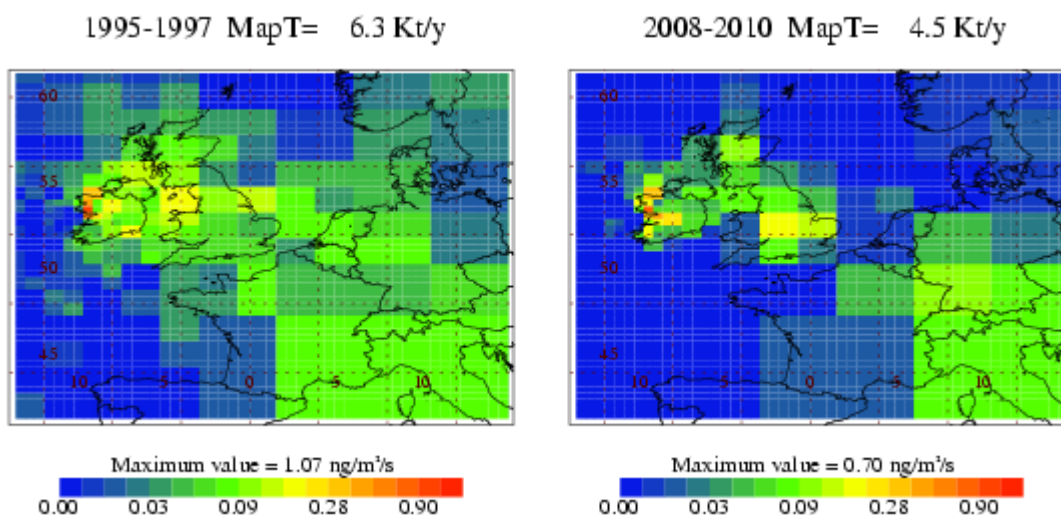 1995-1997 MapT= 6.3 Kt/y
60
55
50
45
10 5 0 5 10
Maximum value = 1.07 ng/m²/s
0.00 0.03 0.09 0.28 0.90
2008-2010 MapT= 4.5 Kt/y
60
55
50
45
10 5 0 5 10
Maximum value = 0.70 ng/m²/s
0.00 0.03 0.09 0.28 0.90